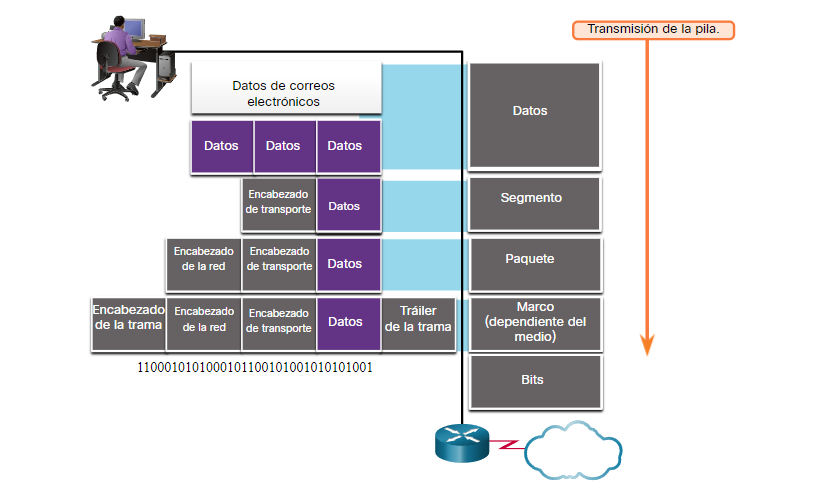 Transmisión de la pila.
Datos de correos
electrónicos
Datos
Datos Datos Datos
Encabezado
de transporte
Datos
Segmento
Encabezado
de la red
Encabezado
de transporte
Datos
Paquete
Encabezado
de la trama
Encabezado
de la red
Encabezado
de transporte
Datos
Tráiler
de la trama
Marco
(dependiente del
medio)
1100010101000101100101001010101001
Bits